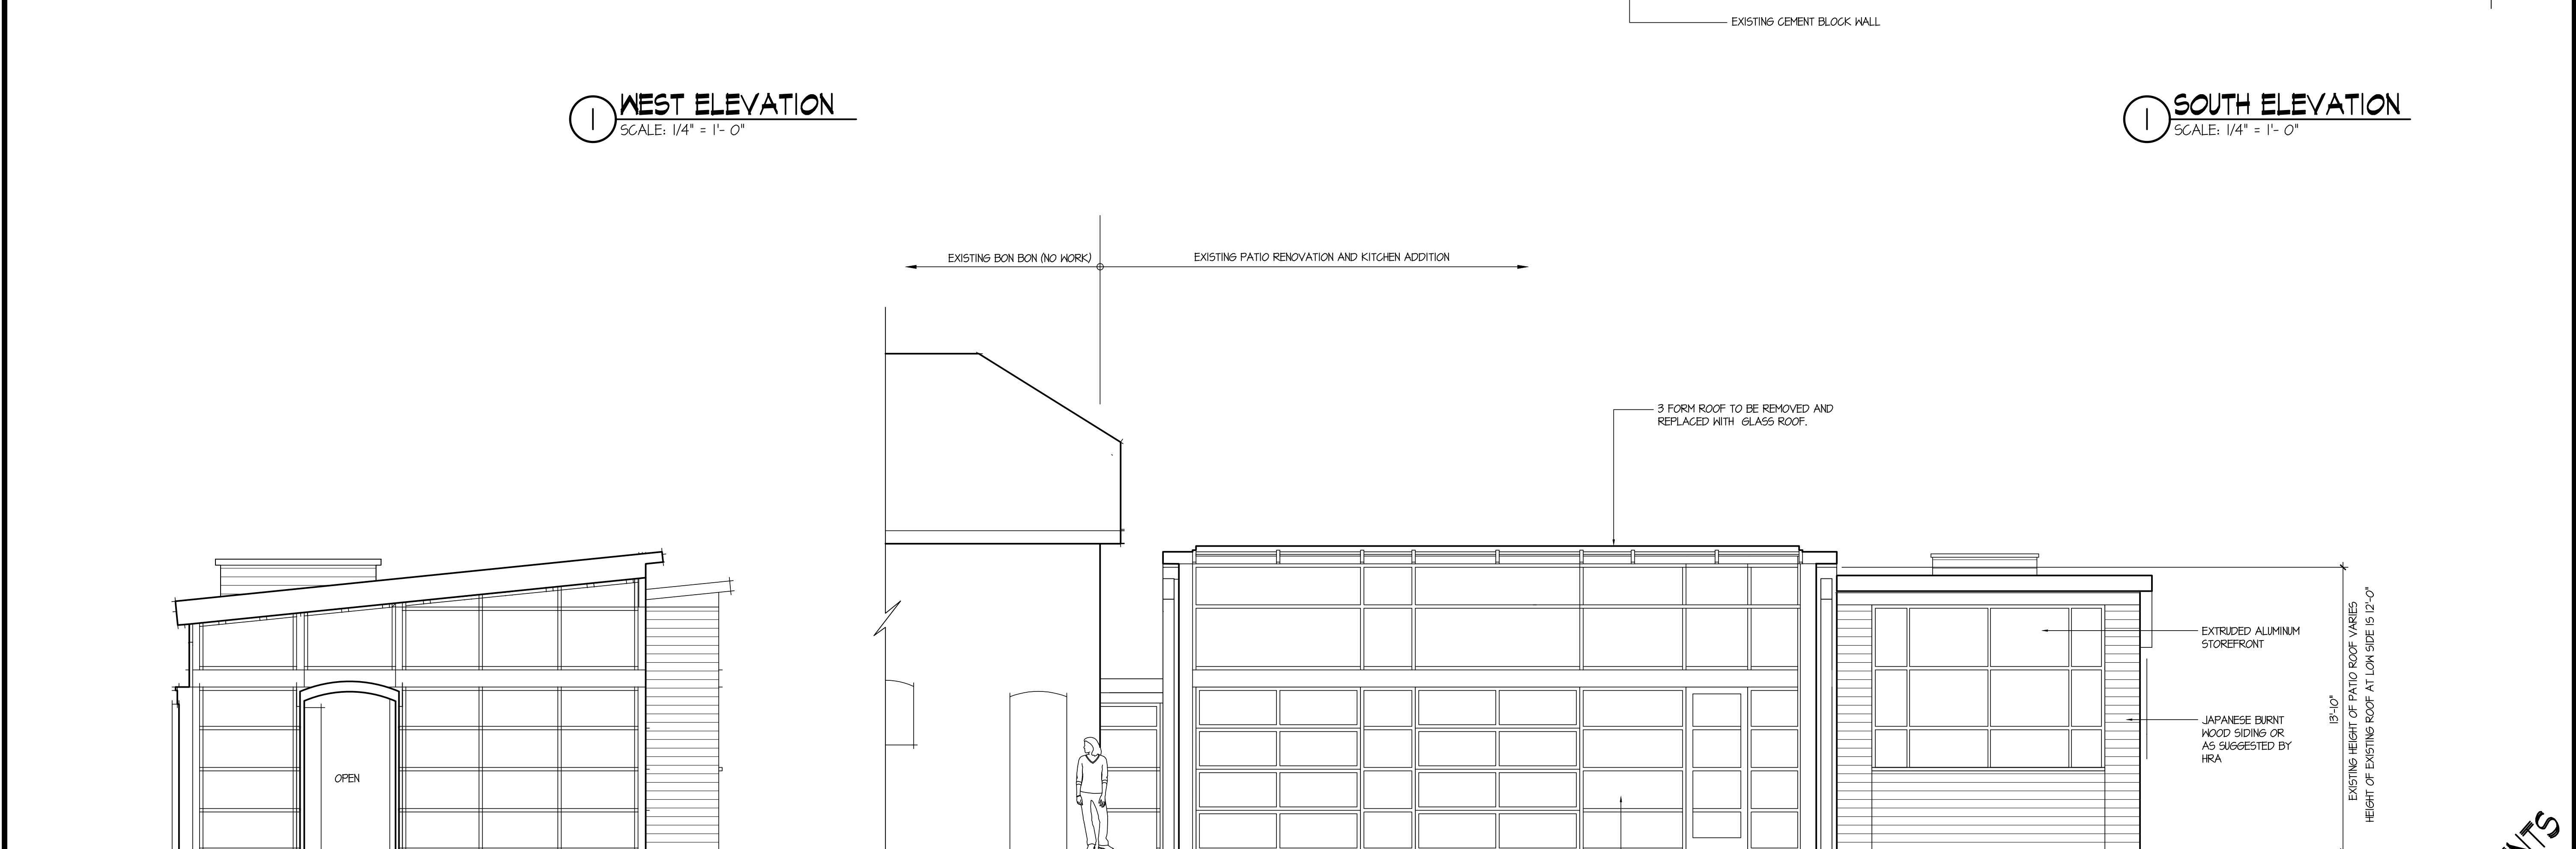 EXISTING CEMENT BLOCK WALL
1
WEST ELEVATION
SCALE: 1/4" = 1'- 0"
1
SOUTH ELEVATION
SCALE: 1/4" = 1'- 0"
EXISTING BON BON (NO WORK)
EXISTING PATIO RENOVATION AND KITCHEN ADDITION
3 FORM ROOF TO BE REMOVED AND
REPLACED WITH GLASS ROOF.
EXTRUDED ALUMINUM
STOREFRONT
JAPANESE BURNT
WOOD SIDING OR
AS SUGGESTED BY
HRA
13'-10"
EXISTING HEIGHT OF PATIO ROOF VARIES
HEIGHT OF EXISTING ROOF AT LOW SIDE IS 12'-0"
OPEN